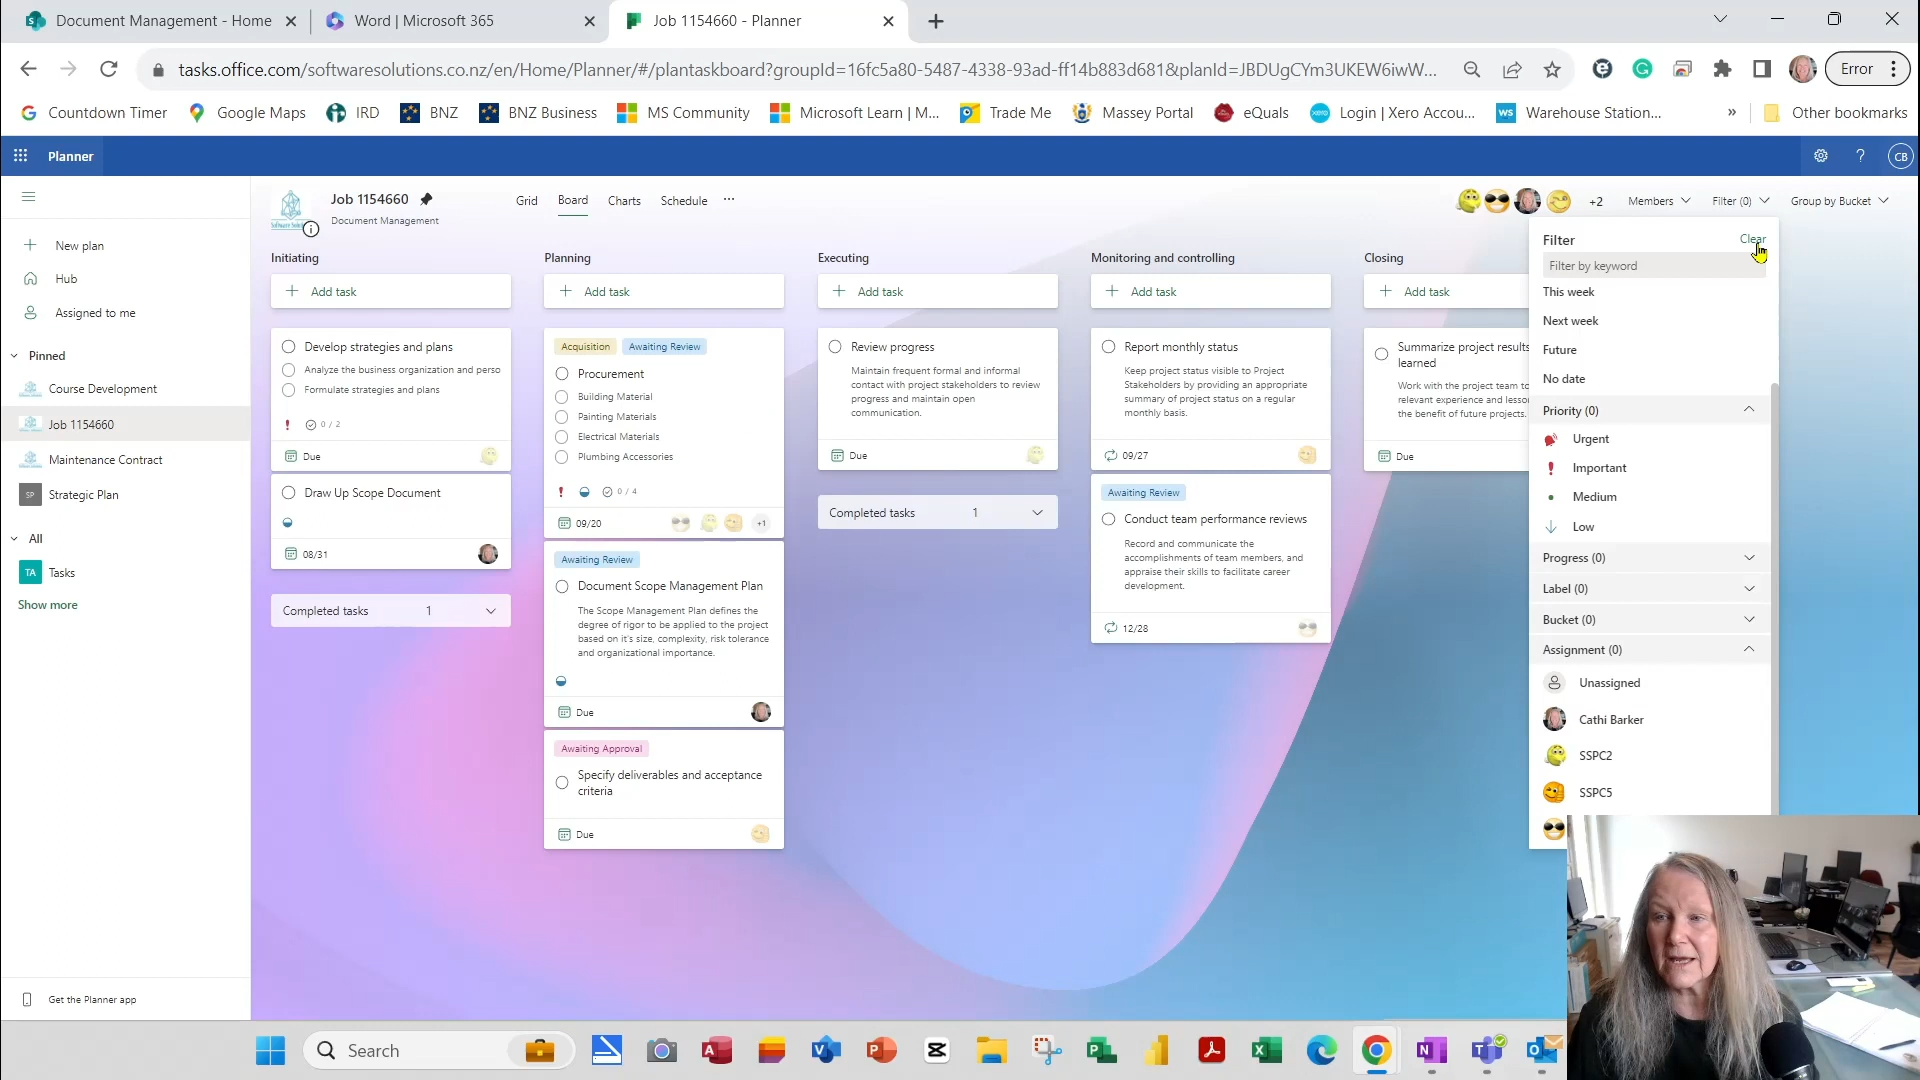 Document Management - Home
Word | Microsoft 365
Job 1154660 - Planner
tasks.office.com/softwaresolutions.co.nz/en/Home/Planner/#/plantaskboard?groupId=16fc5a80-5487-4338-93ad-ff14b883d681&planId=JBDUgCYm3UKEW6iwW...
Error
Countdown Timer
Google Maps
IRD
BNZ
BNZ Business
MS Community
Microsoft Learn | M...
Trade Me
Massey Portal
eQuals
Login | Xero Accou...
Warehouse Station...
»
Other bookmarks
Planner
?
CB
Job 1154660
Document Management
Grid
Board
Charts
Schedule
...
+2
Members
Filter (0)
Group by Bucket
New plan
Hub
Assigned to me
Pinned
Course Development
Job 1154660
Maintenance Contract
SP
Strategic Plan
All
TA
Tasks
Show more
Get the Planner app
Initiating
Add task
Develop strategies and plans
Analyze the business organization and perso
Formulate strategies and plans
0 / 2
Due
Draw Up Scope Document
08/31
Completed tasks 1
Planning
Add task
Acquisition
Awaiting Review
Procurement
Building Material
Painting Materials
Electrical Materials
Plumbing Accessories
0 / 4
09/20
+1
Awaiting Review
Document Scope Management Plan
The Scope Management Plan defines the
degree of rigor to be applied to the project
based on it's size, complexity, risk tolerance
and organizational importance.
Due
Awaiting Approval
Specify deliverables and acceptance
criteria
Due
Executing
Add task
Review progress
Maintain frequent formal and informal
contact with project stakeholders to review
progress and maintain open
communication.
Due
Completed tasks 1
Monitoring and controlling
Add task
Report monthly status
Keep project status visible to Project
Stakeholders by providing an appropriate
summary of project status on a regular
monthly basis.
09/27
Awaiting Review
Conduct team performance reviews
Record and communicate the
accomplishments of team members, and
appraise their skills to facilitate career
development.
12/28
Closing
Add task
Summarize project results
learned
Work with the project team to
relevant experience and lesso
the benefit of future projects.
Due
Filter
Clear
Filter by keyword
This week
Next week
Future
No date
Priority (0)
Urgent
Important
Medium
Low
Progress (0)
Label (0)
Bucket (0)
Assignment (0)
Unassigned
Cathi Barker
SSPC2
SSPC5
Search